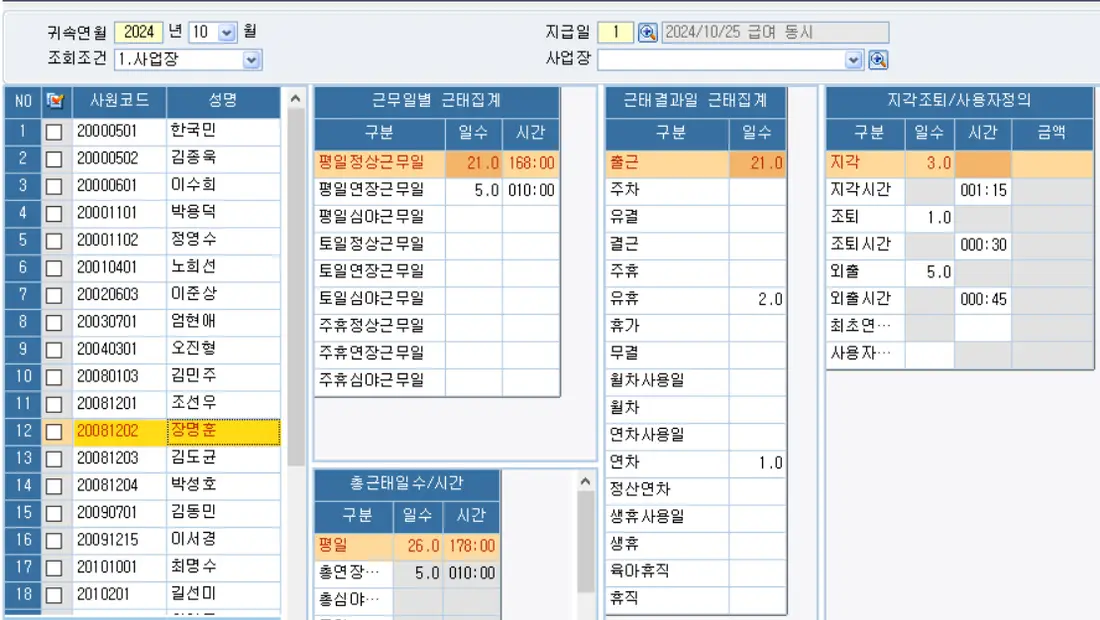 귀속연월 2024 년 10 월 지급일 1 2024/10/25 급여 동시
조회조건 1.사업장 사업장
NO 사원코드 성명
1 20000501 한국민
2 20000502 김종욱
3 20000601 이수희
4 20001101 박용덕
5 20001102 정영수
6 20010401 노희선
7 20020603 이준상
8 20030701 엄현애
9 20040301 오진형
10 20080103 김민주
11 20081201 조선우
12 20081202 장명훈
13 20081203 김도균
14 20081204 박성호
15 20090701 김동민
16 20091215 이서경
17 20101001 최명수
18 2010201 길선미
근무일별 근태집계
구분 일수 시간
평일정상근무일 21.0 168:00
평일연장근무일 5.0 010:00
평일심야근무일
토일정상근무일
토일연장근무일
토일심야근무일
주휴정상근무일
주휴연장근무일
주휴심야근무일
총근태일수/시간
구분 일수 시간
평일 26.0 178:00
총연장… 5.0 010:00
총심야…
근태결과일 근태집계
구분 일수
출근 21.0
주차
유결
결근
주휴
유휴 2.0
휴가
무결
월차사용일
월차
연차사용일
연차 1.0
정산연차
생휴사용일
생휴
육아휴직
휴직
지각조퇴/사용자정의
구분 일수 시간 금액
지각 3.0
지각시간 001:15
조퇴 1.0
조퇴시간 000:30
외출 5.0
외출시간 000:45
최초연…
사용자…